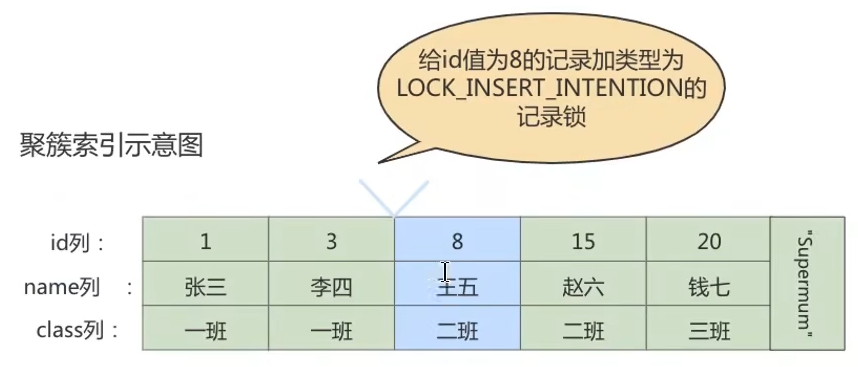 给id值为8的记录加类型为
LOCK_INSERT_INTENTION的
记录锁
聚簇索引示意图
id列： 1 3 8 15 20 "Supermum"
name列 ： 张三 李四 王五 赵六 钱七
class列： 一班 一班 二班 二班 三班